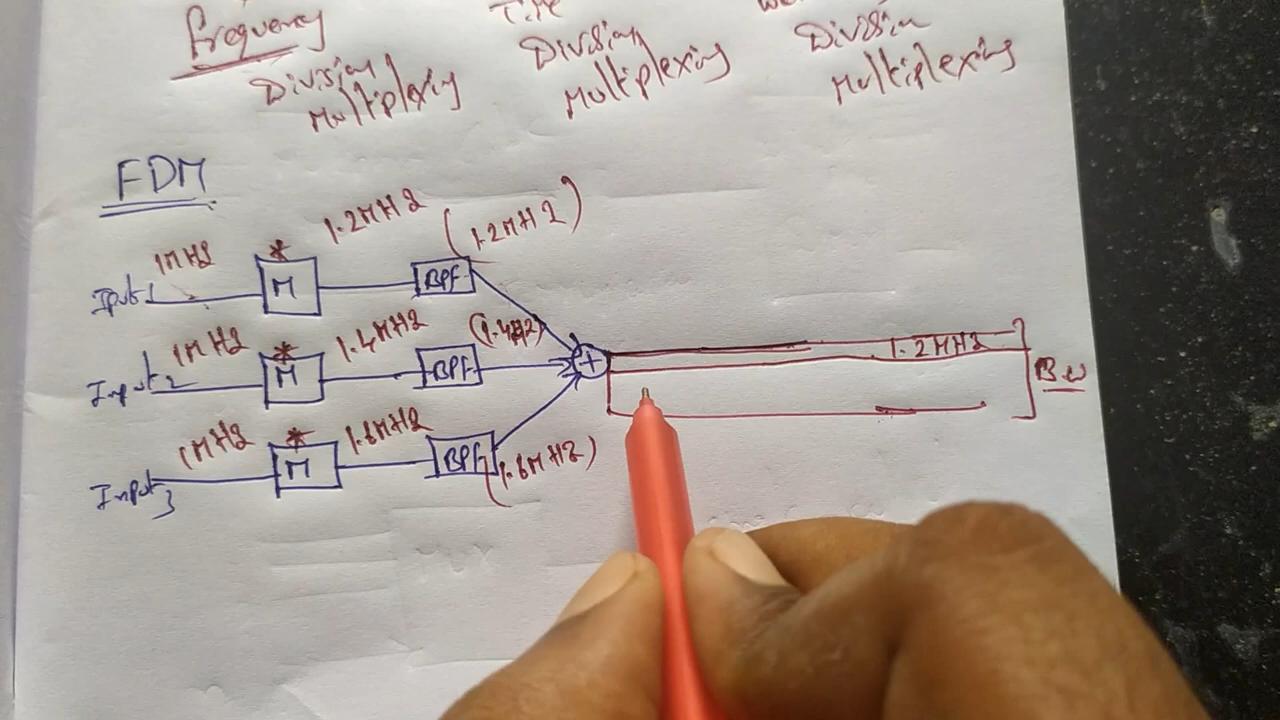 Frequency
Division
Multiplexing
Time
Division
Multiplexing
Division
Multiplexing
FDM
Input1 1MHz M 1.2MHz BPF (1.2MHz)
Input2 1MHz M 1.4MHz BPF (1.4MHz) + 1.2MHz BW
Input3 1MHz M 1.6MHz BPF (1.6MHz)